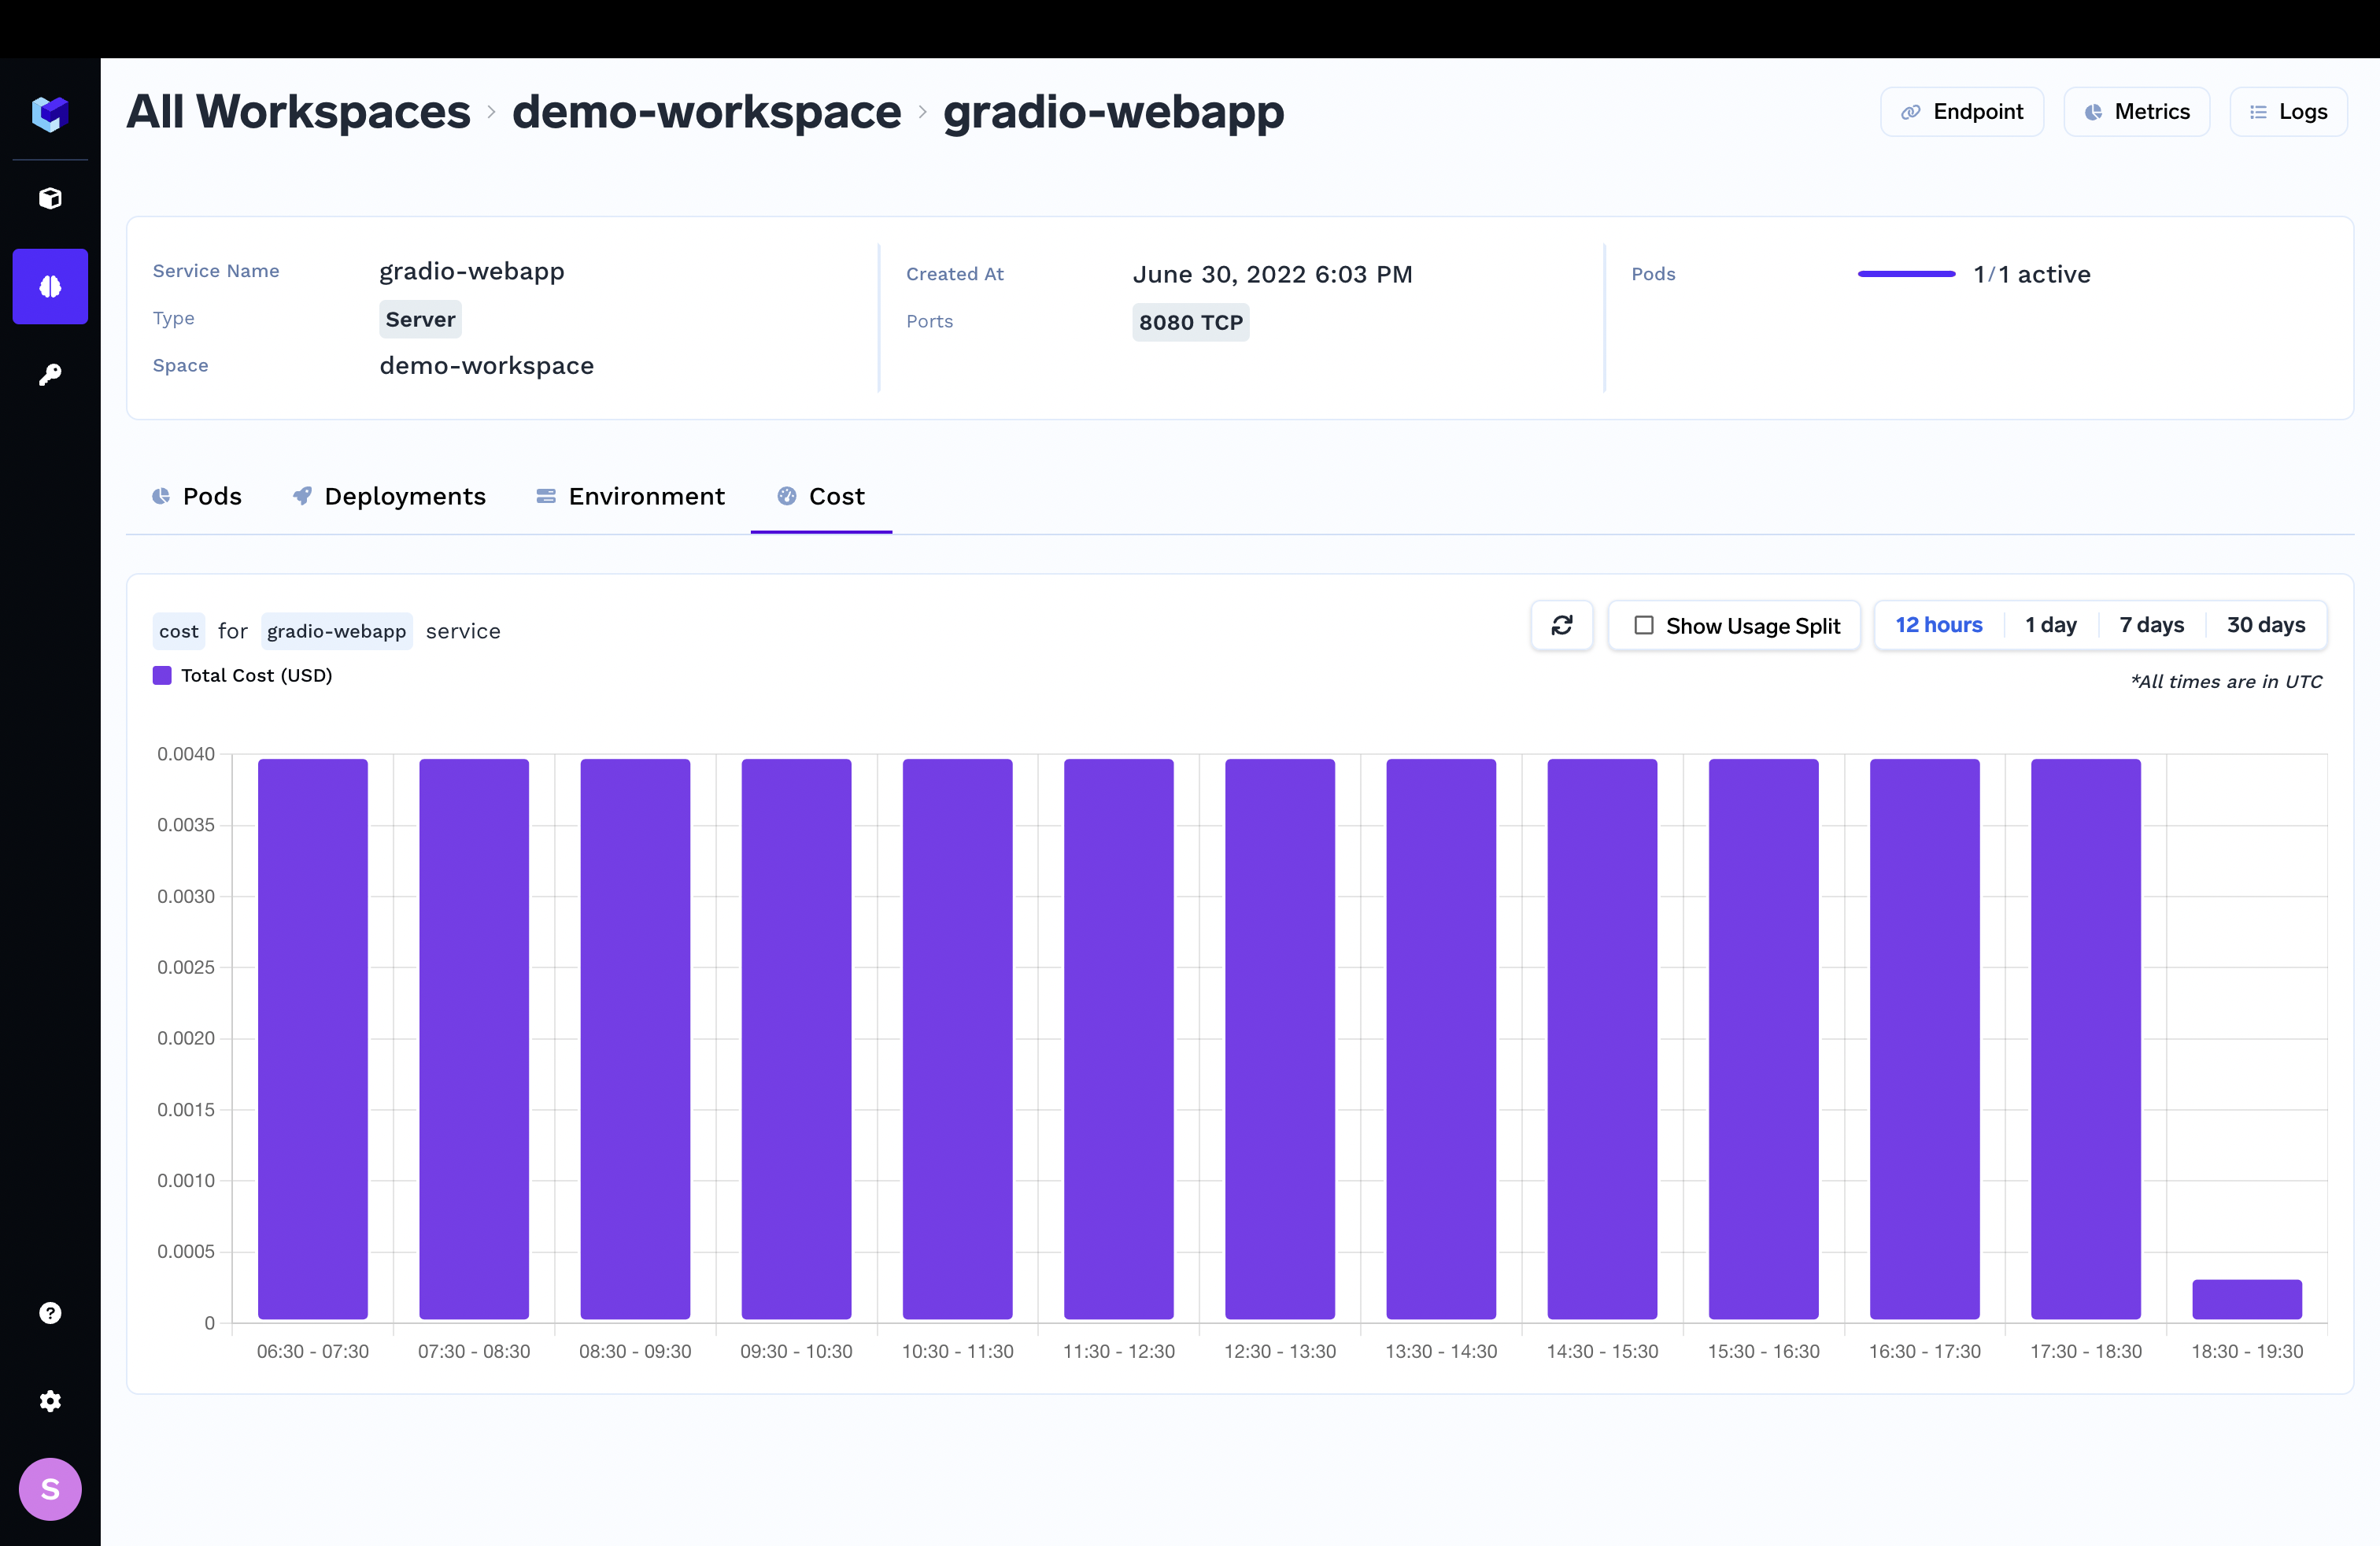 All Workspaces > demo-workspace > gradio-webapp
Endpoint
Metrics
Logs
Service Name gradio-webapp
Type Server
Space demo-workspace
Created At June 30, 2022 6:03 PM
Ports 8080 TCP
Pods 1/1 active
Pods
Deployments
Environment
Cost
cost for gradio-webapp service
Show Usage Split
12 hours
1 day
7 days
30 days
Total Cost (USD)
*All times are in UTC
0.0040
0.0035
0.0030
0.0025
0.0020
0.0015
0.0010
0.0005
0
06:30 - 07:30
07:30 - 08:30
08:30 - 09:30
09:30 - 10:30
10:30 - 11:30
11:30 - 12:30
12:30 - 13:30
13:30 - 14:30
14:30 - 15:30
15:30 - 16:30
16:30 - 17:30
17:30 - 18:30
18:30 - 19:30
?
S